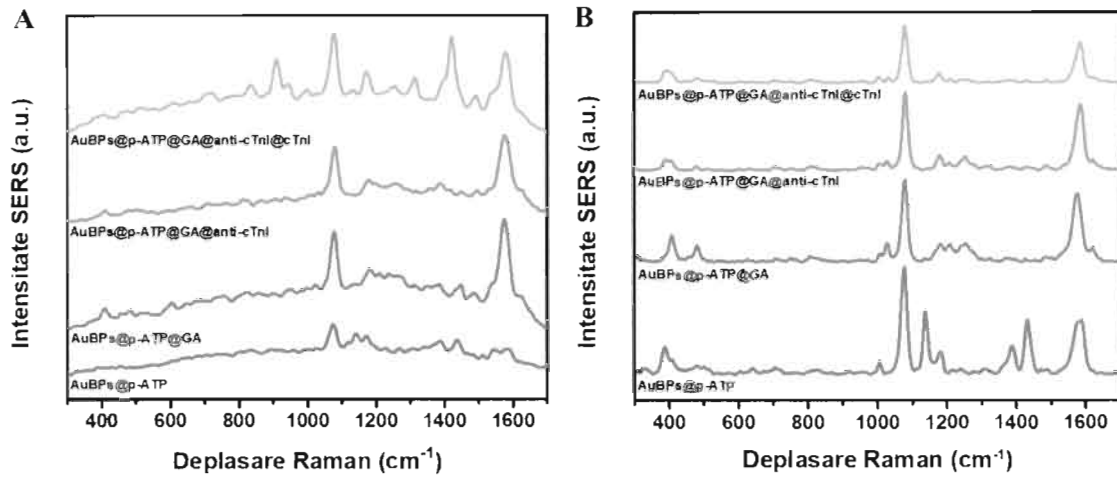 A
Intensitate SERS (a.u.)
AuBPs@p-ATP@GA@anti-cTnI@cTnI
AuBPs@p-ATP@GA@anti-cTnI
AuBPs@p-ATP@GA
AuBPs@p-ATP
400 600 800 1000 1200 1400 1600
Deplasare Raman (cm⁻¹)
B
Intensitate SERS (a.u.)
AuBPs@p-ATP@GA@anti-cTnI@cTnI
AuBPs@p-ATP@GA@anti-cTnI
AuBPs@p-ATP@GA
AuBPs@p-ATP
400 600 800 1000 1200 1400 1600
Deplasare Raman (cm⁻¹)